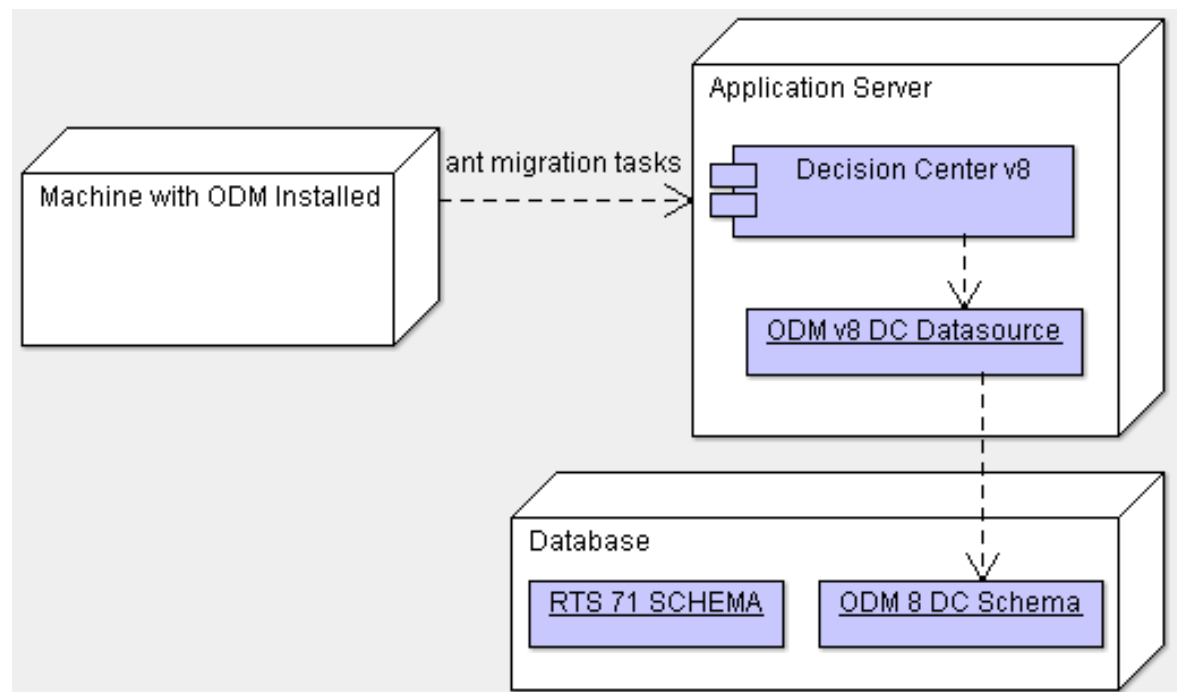 Application Server
ant migration tasks
Decision Center v8
Machine with ODM Installed
ODM v8 DC Datasource
Database
RTS 71 SCHEMA
ODM 8 DC Schema